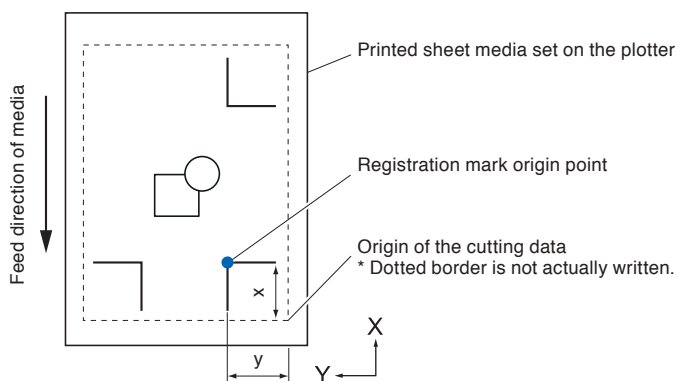 Printed sheet media set on the plotter
Feed direction of media
Registration mark origin point
Origin of the cutting data
* Dotted border is not actually written.
x
y
X
Y